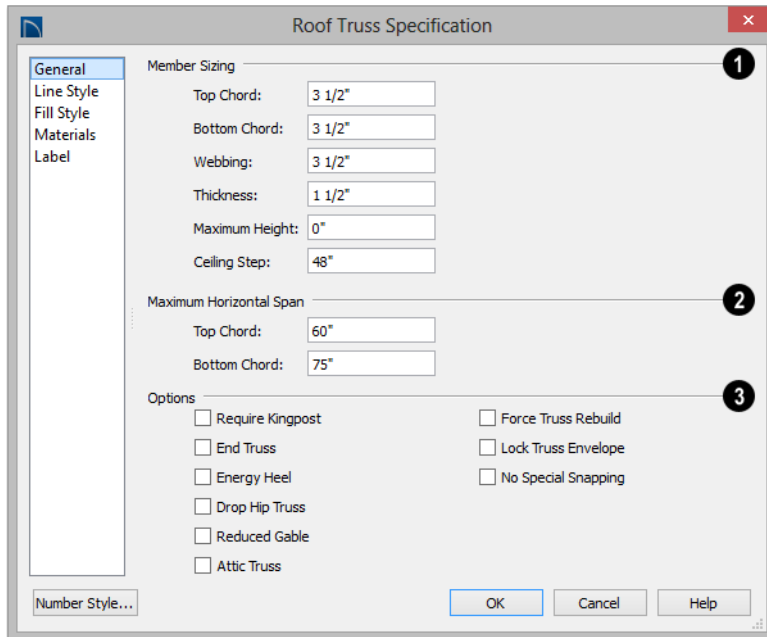 Roof Truss Specification
General
Line Style
Fill Style
Materials
Label
Member Sizing 1
Top Chord: 3 1/2"
Bottom Chord: 3 1/2"
Webbing: 3 1/2"
Thickness: 1 1/2"
Maximum Height: 0"
Ceiling Step: 48"
Maximum Horizontal Span 2
Top Chord: 60"
Bottom Chord: 75"
Options 3
Require Kingpost
End Truss
Energy Heel
Drop Hip Truss
Reduced Gable
Attic Truss
Force Truss Rebuild
Lock Truss Envelope
No Special Snapping
Number Style... OK Cancel Help